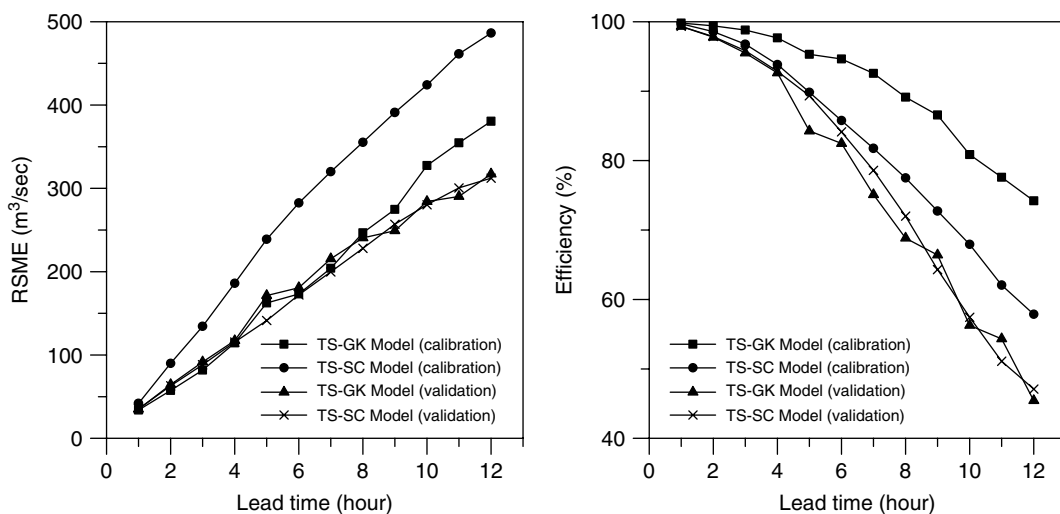 500
400
300
200
100
0
RSME (m³/sec)
TS-GK Model (calibration)
TS-SC Model (calibration)
TS-GK Model (validation)
TS-SC Model (validation)
0 2 4 6 8 10 12
Lead time (hour)
100
80
60
40
Efficiency (%)
TS-GK Model (calibration)
TS-SC Model (calibration)
TS-GK Model (validation)
TS-SC Model (validation)
0 2 4 6 8 10 12
Lead time (hour)